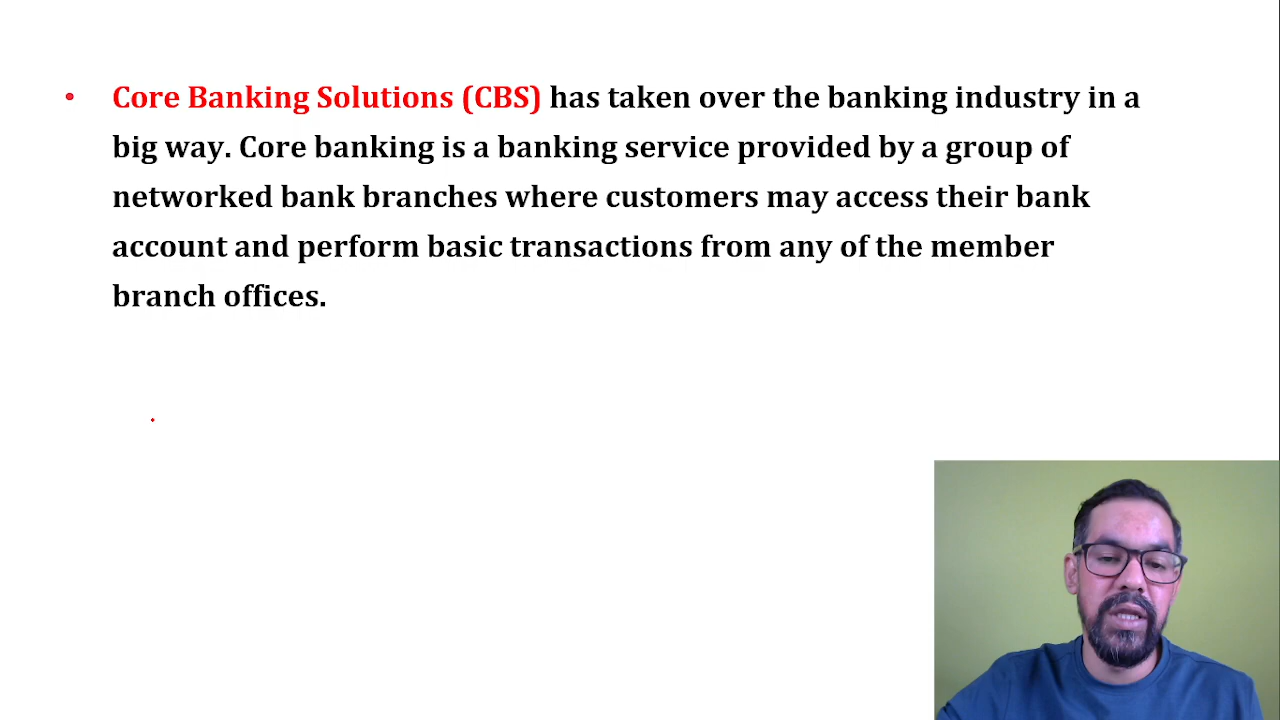 • Core Banking Solutions (CBS) has taken over the banking industry in a
big way. Core banking is a banking service provided by a group of
networked bank branches where customers may access their bank
account and perform basic transactions from any of the member
branch offices.